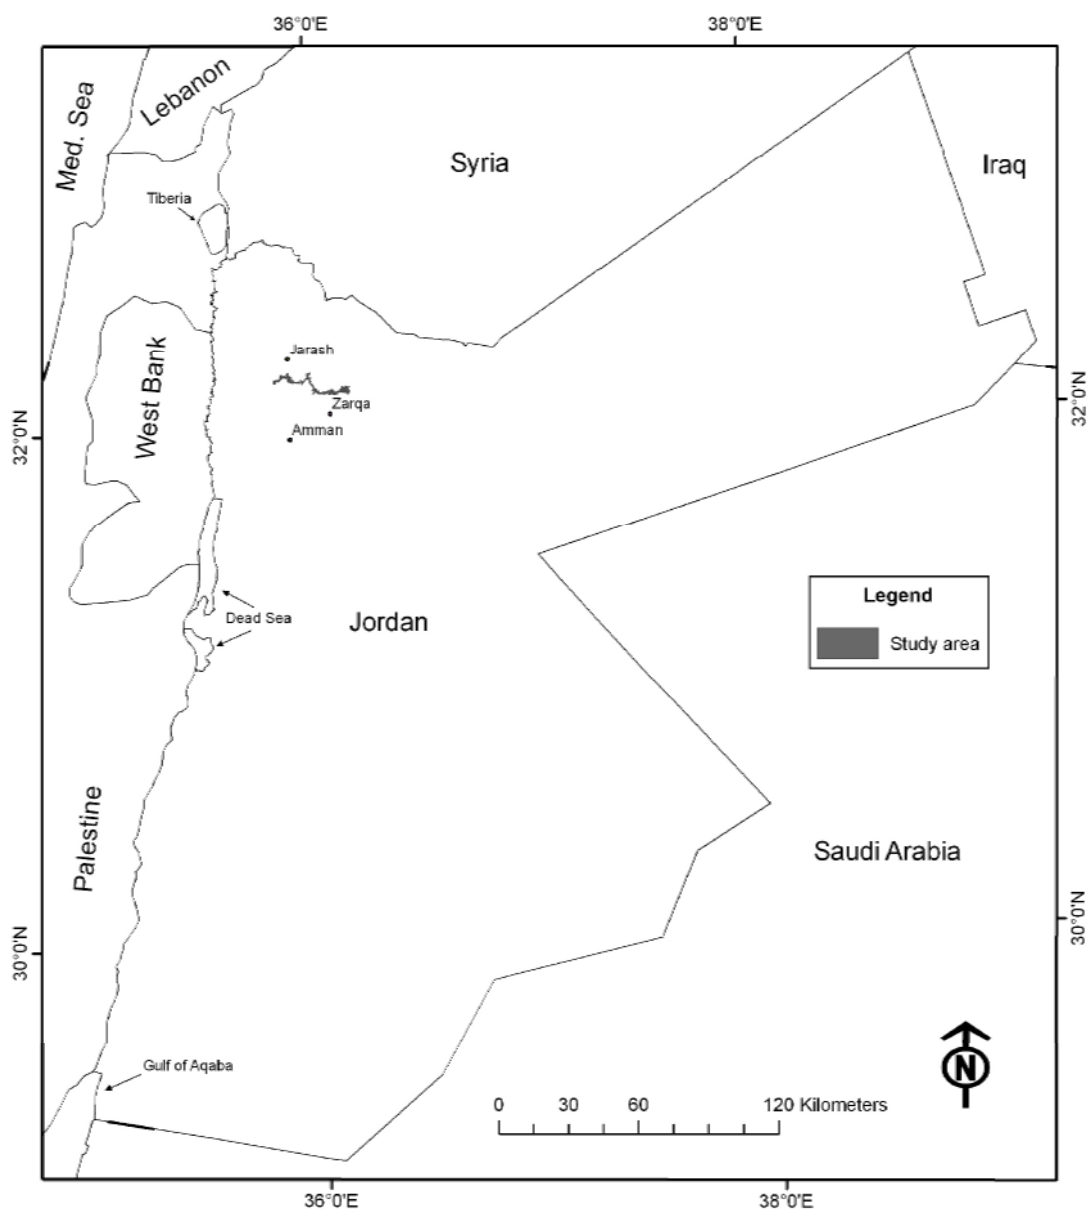 36°0'E
38°0'E
Med. Sea
Lebanon
Syria
Iraq
Tiberia
Jarash
West Bank
Zarqa
Amman
32°0'N
32°0'N
Legend
Study area
Dead Sea
Jordan
Palestine
Saudi Arabia
30°0'N
30°0'N
N
Gulf of Aqaba
0 30 60 120 Kilometers
36°0'E
38°0'E